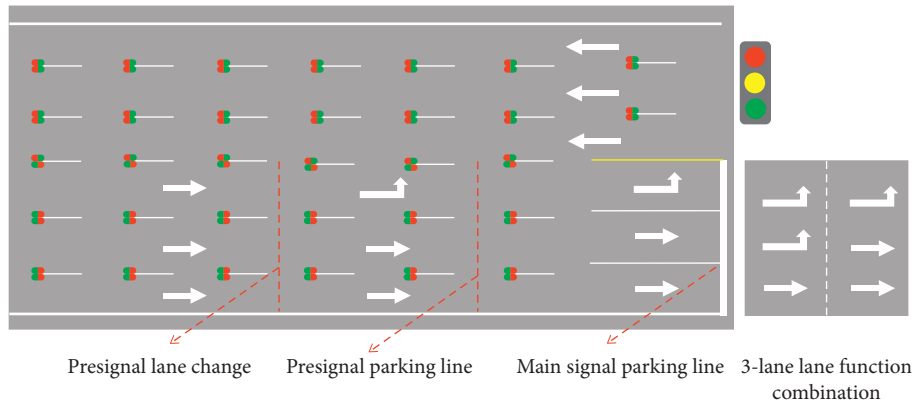 Presignal lane change
Presignal parking line
Main signal parking line
3-lane lane function
combination